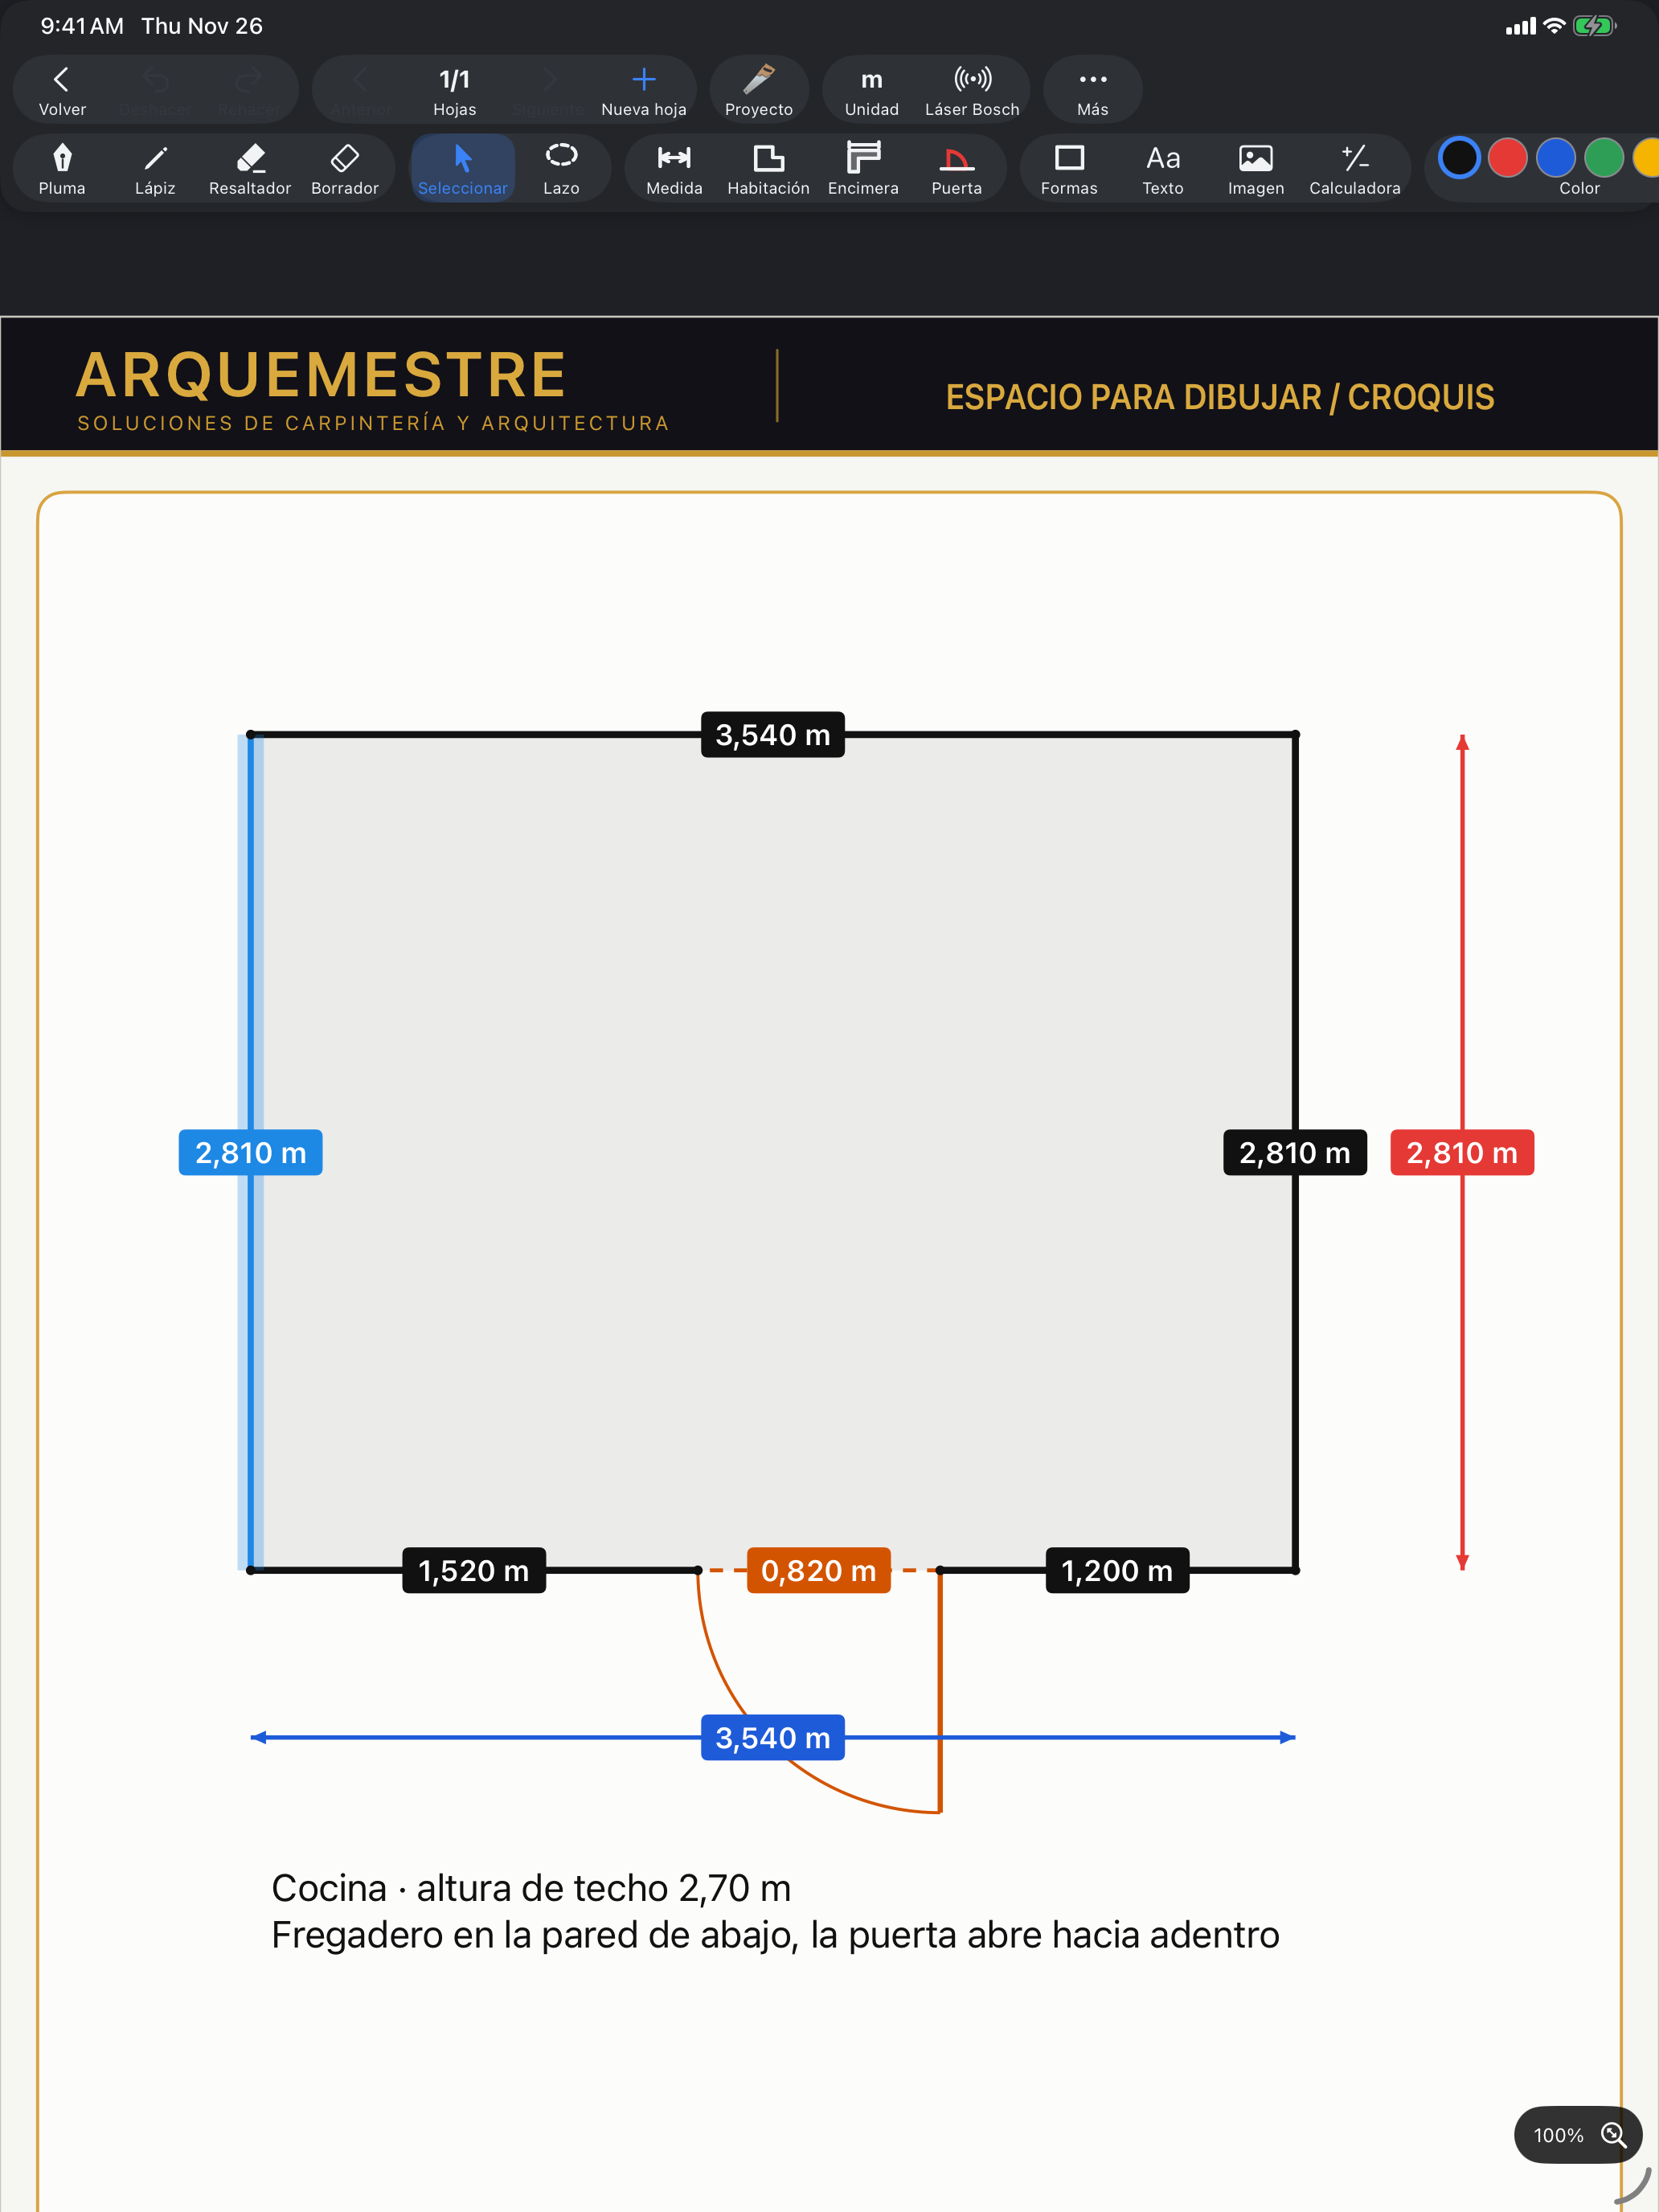 9:41 AM Thu Nov 26
Volver
Deshacer
Rehacer
Anterior
1/1
Hojas
Siguiente
Nueva hoja
Proyecto
m
Unidad
Láser Bosch
Más
Pluma
Lápiz
Resaltador
Borrador
Seleccionar
Lazo
Medida
Habitación
Encimera
Puerta
Formas
Aa
Texto
Imagen
Calculadora
Color
ARQUEMESTRE
SOLUCIONES DE CARPINTERÍA Y ARQUITECTURA
ESPACIO PARA DIBUJAR / CROQUIS
3,540 m
2,810 m
2,810 m
2,810 m
1,520 m
0,820 m
1,200 m
3,540 m
Cocina · altura de techo 2,70 m
Fregadero en la pared de abajo, la puerta abre hacia adentro
100%